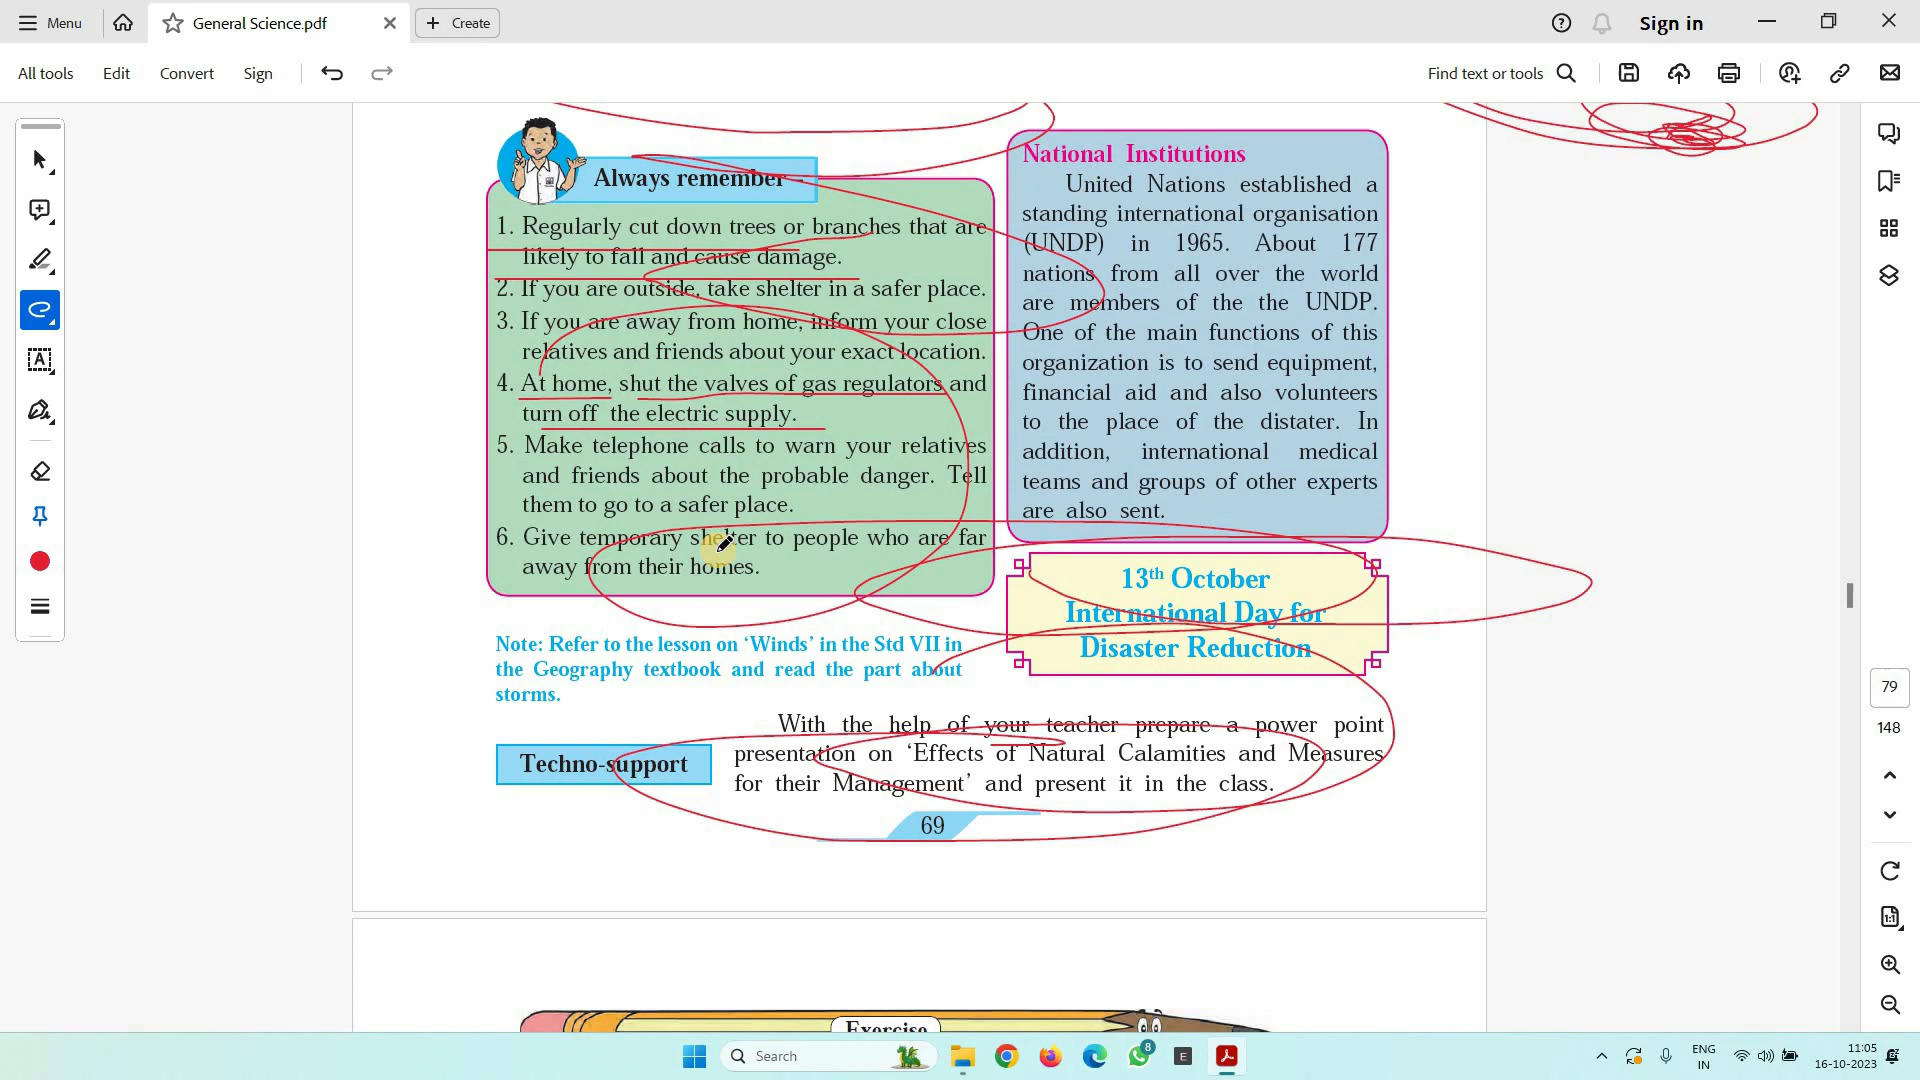 Menu
General Science.pdf
Create
Sign in
All tools
Edit
Convert
Sign
Find text or tools
Always remember
1. Regularly cut down trees or branches that are
likely to fall and cause damage.
2. If you are outside, take shelter in a safer place.
3. If you are away from home, inform your close
relatives and friends about your exact location.
4. At home, shut the valves of gas regulators and
turn off the electric supply.
5. Make telephone calls to warn your relatives
and friends about the probable danger. Tell
them to go to a safer place.
6. Give temporary shelter to people who are far
away from their homes.
National Institutions
United Nations established a
standing international organisation
(UNDP) in 1965. About 177
nations from all over the world
are members of the the UNDP.
One of the main functions of this
organization is to send equipment,
financial aid and also volunteers
to the place of the distater. In
addition, international medical
teams and groups of other experts
are also sent.
13th October
International Day for
Disaster Reduction
Note: Refer to the lesson on ‘Winds’ in the Std VII in
the Geography textbook and read the part about
storms.
Techno-support
With the help of your teacher prepare a power point
presentation on ‘Effects of Natural Calamities and Measures
for their Management’ and present it in the class.
69
Exercise
79
148
Search
8
E
ENG
IN
11:05
16-10-2023